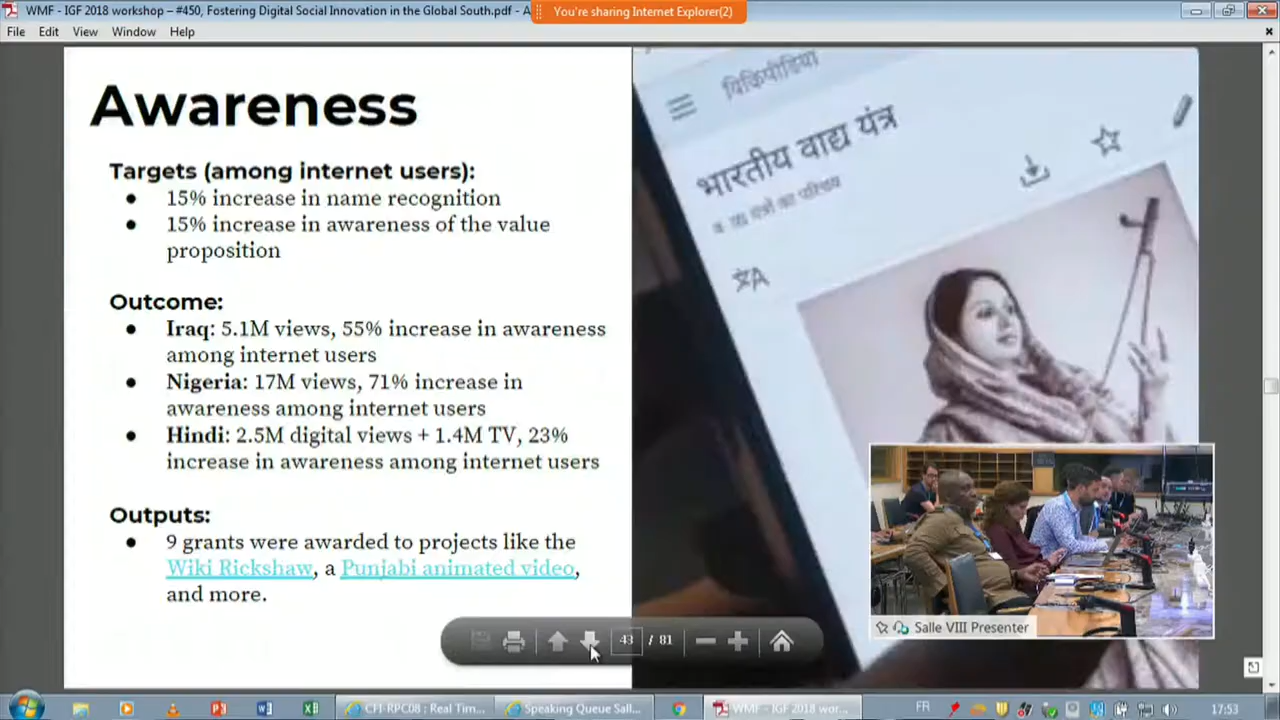 WMF - IGF 2018 workshop – #450, Fostering Digital Social Innovation in the Global South.pdf - A
You're sharing Internet Explorer(2)
File Edit View Window Help
Awareness
Targets (among internet users):
● 15% increase in name recognition
● 15% increase in awareness of the value
proposition
Outcome:
● Iraq: 5.1M views, 55% increase in awareness
among internet users
● Nigeria: 17M views, 71% increase in
awareness among internet users
● Hindi: 2.5M digital views + 1.4M TV, 23%
increase in awareness among internet users
Outputs:
● 9 grants were awarded to projects like the
Wiki Rickshaw, a Punjabi animated video,
and more.
विकिपीडिया
भारतीय वाद्य यंत्र
Salle VIII Presenter
43 / 81
CFI-RPC08 : Real Tim...
Speaking Queue Sall...
WMF - IGF 2018 wor...
FR
17:53